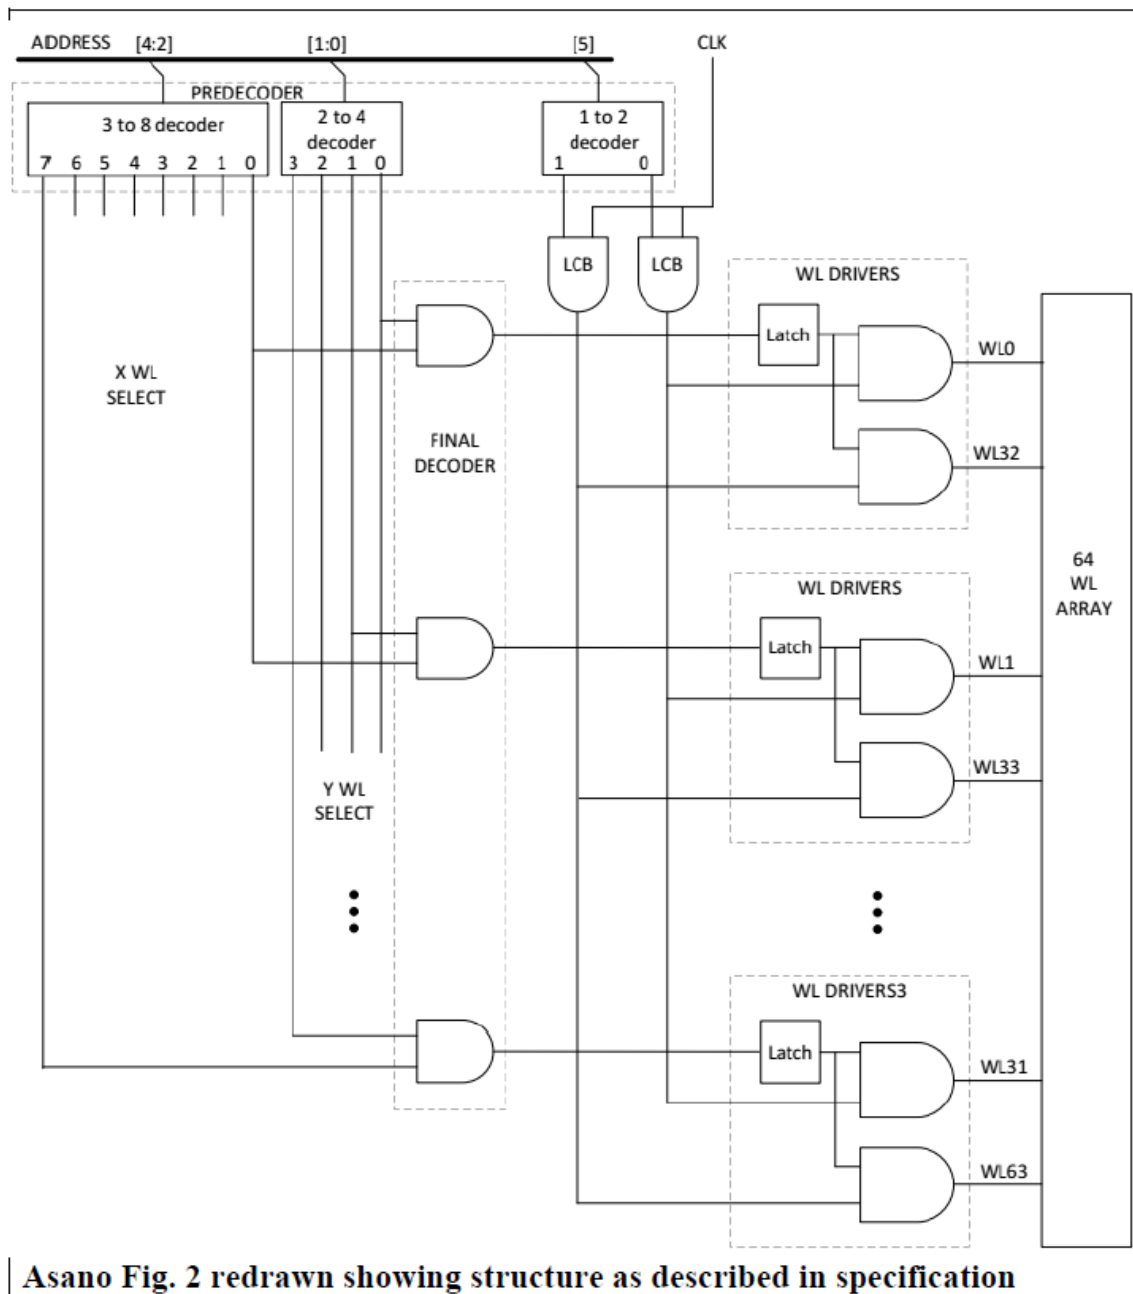 ADDRESS [4:2] [1:0] [5] CLK
PREDECODER
3 to 8 decoder
7 6 5 4 3 2 1 0
2 to 4
decoder
3 2 1 0
1 to 2
decoder
1 0
LCB LCB
WL DRIVERS
Latch
WL0
X WL
SELECT
FINAL
DECODER
WL32
64
WL
ARRAY
WL DRIVERS
Latch
WL1
WL33
Y WL
SELECT
WL DRIVERS3
Latch
WL31
WL63
Asano Fig. 2 redrawn showing structure as described in specification